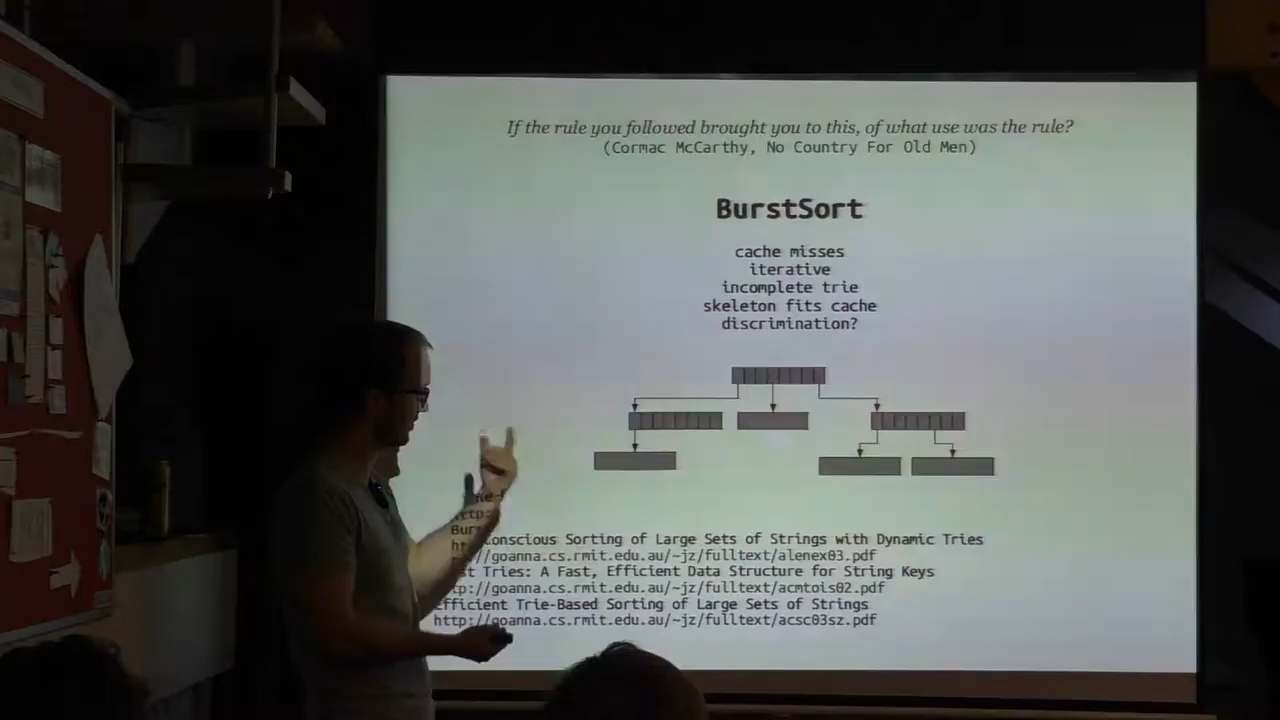 If the rule you followed brought you to this, of what use was the rule?
(Cormac McCarthy, No Country For Old Men)
BurstSort
cache misses
iterative
incomplete trie
skeleton fits cache
discrimination?
onscious Sorting of Large Sets of Strings with Dynamic Tries
//goanna.cs.rmit.edu.au/~jz/fulltext/alenex03.pdf
st Tries: A Fast, Efficient Data Structure for String Keys
tp://goanna.cs.rmit.edu.au/~jz/fulltext/acmtois02.pdf
Efficient Trie-Based Sorting of Large Sets of Strings
http://goanna.cs.rmit.edu.au/~jz/fulltext/acsc03sz.pdf